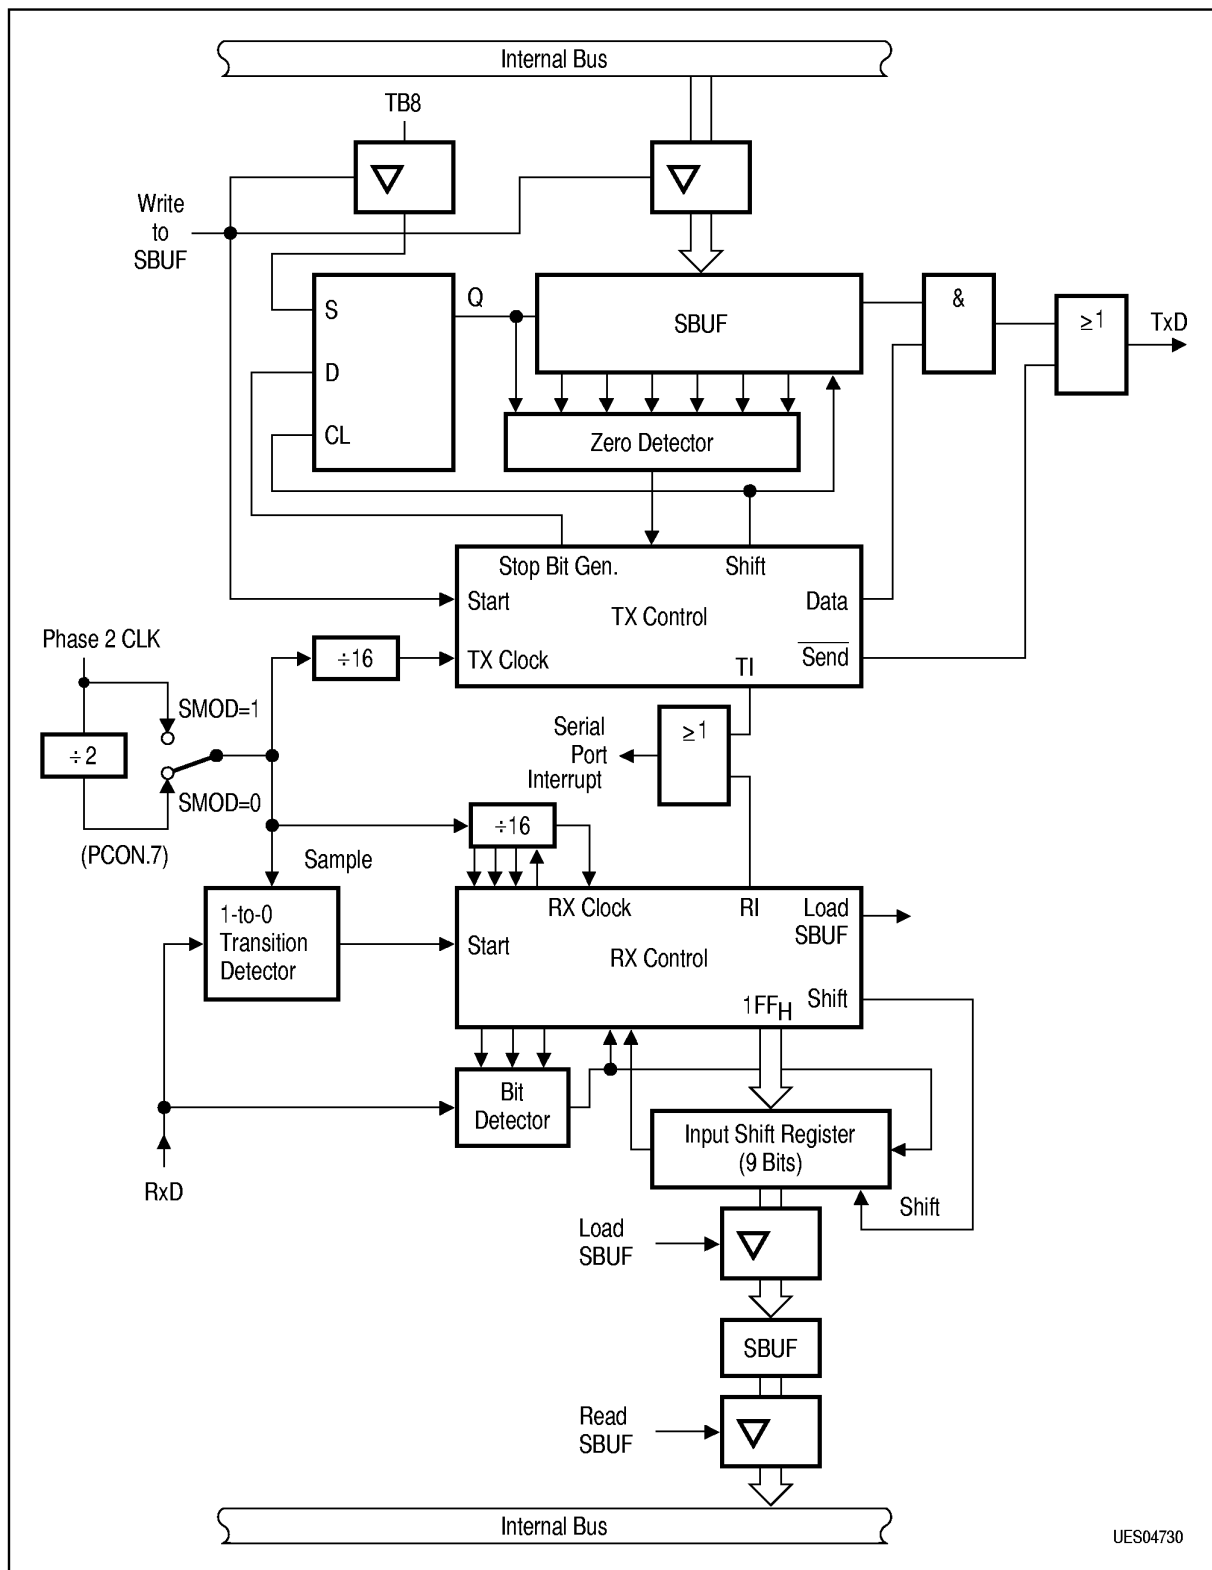 Internal Bus
TB8
Write
to
SBUF
S
D
CL
Q
SBUF
&
≥1
TxD
Zero Detector
Stop Bit Gen.
Shift
Start
TX Control
Data
TX Clock
TI
Send
Phase 2 CLK
÷16
SMOD=1
÷2
SMOD=0
(PCON.7)
Serial
Port
Interrupt
≥1
÷16
Sample
1-to-0
Transition
Detector
RX Clock
RI
Load
SBUF
Start
RX Control
1FFH
Shift
Bit
Detector
Input Shift Register
(9 Bits)
RxD
Shift
Load
SBUF
SBUF
Read
SBUF
Internal Bus
UES04730